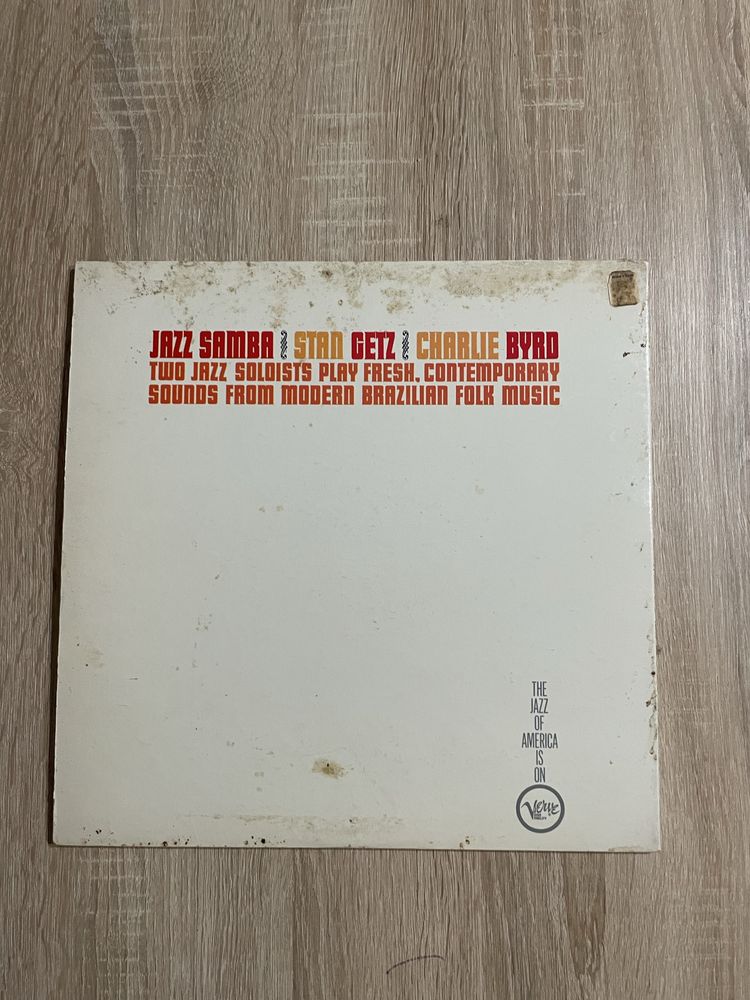 JAZZ SAMBA STAN GETZ CHARLIE BYRD
TWO JAZZ SOLOISTS PLAY FRESH, CONTEMPORARY
SOUNDS FROM MODERN BRAZILIAN FOLK MUSIC
THE
JAZZ
OF
AMERICA
IS
ON
Verve